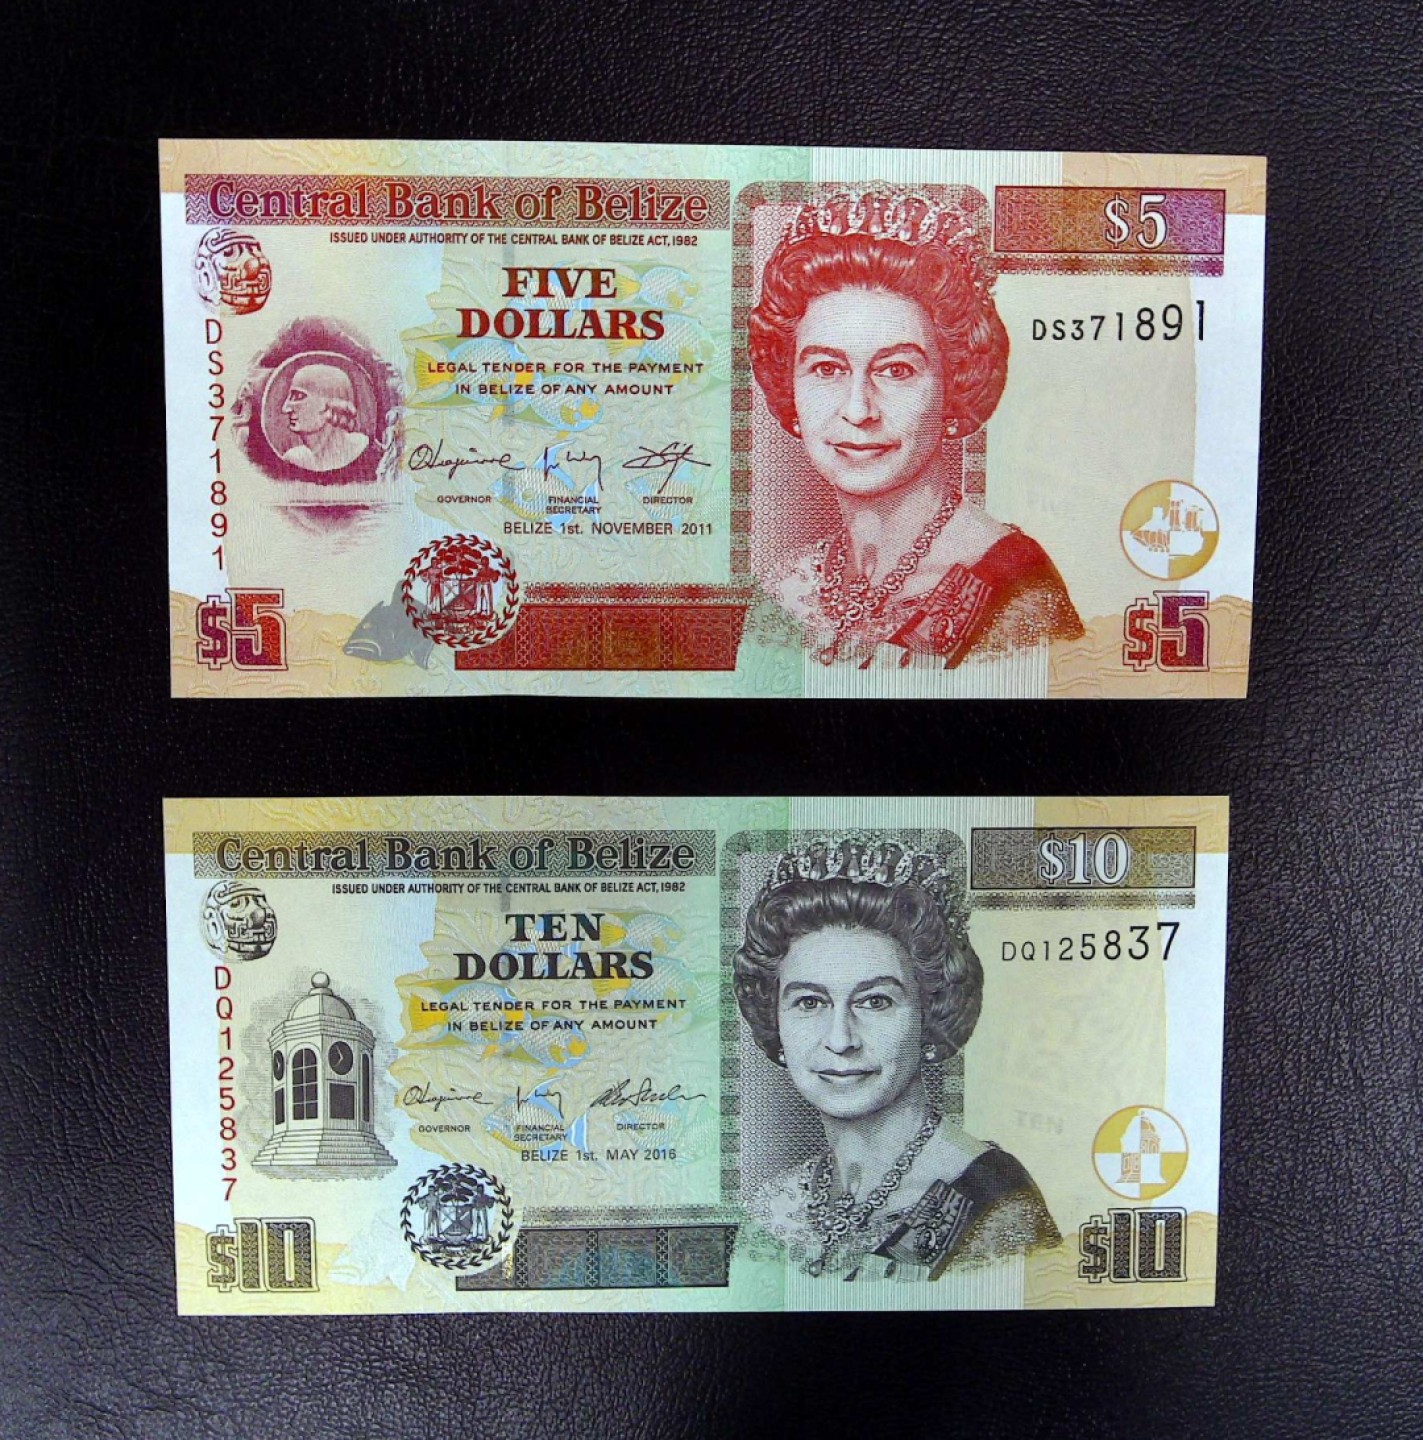 Central Bank of Belize
$5
ISSUED UNDER AUTHORITY OF THE CENTRAL BANK OF BELIZE ACT, 1982
FIVE
DOLLARS
DS371891
DS371891
LEGAL TENDER FOR THE PAYMENT
IN BELIZE OF ANY AMOUNT
GOVERNOR
FINANCIAL
SECRETARY
DIRECTOR
BELIZE 1st. NOVEMBER 2011
$5
$5
Central Bank of Belize
$10
ISSUED UNDER AUTHORITY OF THE CENTRAL BANK OF BELIZE ACT, 1982
TEN
DOLLARS
DQ125837
DQ125837
LEGAL TENDER FOR THE PAYMENT
IN BELIZE OF ANY AMOUNT
GOVERNOR
FINANCIAL
SECRETARY
DIRECTOR
BELIZE 1st. MAY 2016
$10
$10